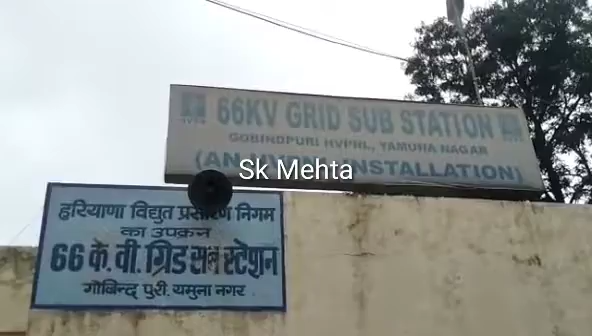 66KV GRID SUB STATION
GOBINDPURI HVPNL, YAMUNA NAGAR
INSTALLATION)
Sk Mehta
हरियाणा विद्युत प्रसारण निगम
का उपक्रम
66 के. वी. ग्रिड सब स्टेशन
गोबिन्द पुरी, यमुना नगर